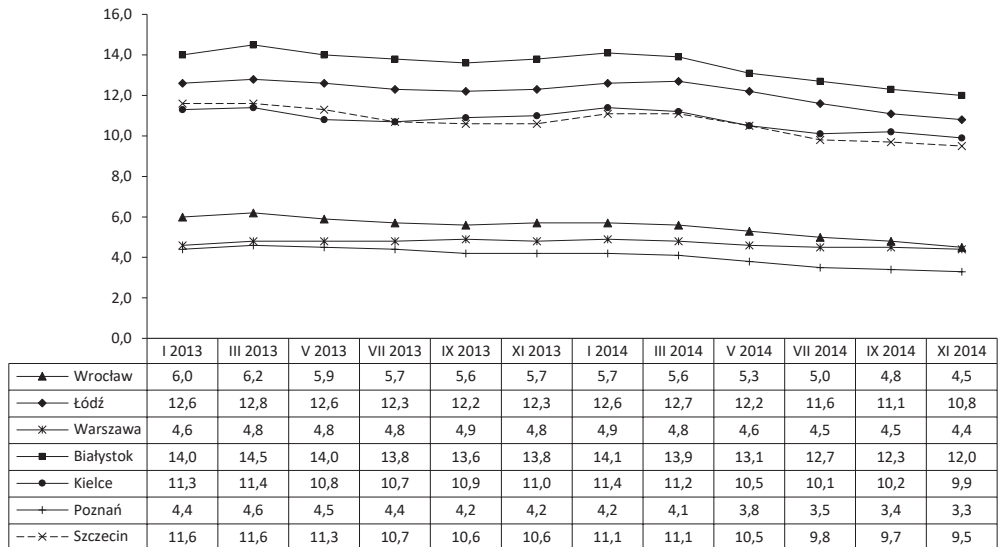 16,0
14,0
12,0
10,0
8,0
6,0
4,0
2,0
0,0
I 2013 III 2013 V 2013 VII 2013 IX 2013 XI 2013 I 2014 III 2014 V 2014 VII 2014 IX 2014 XI 2014
Wrocław 6,0 6,2 5,9 5,7 5,6 5,7 5,7 5,6 5,3 5,0 4,8 4,5
Łódź 12,6 12,8 12,6 12,3 12,2 12,3 12,6 12,7 12,2 11,6 11,1 10,8
Warszawa 4,6 4,8 4,8 4,8 4,9 4,8 4,9 4,8 4,6 4,5 4,5 4,4
Białystok 14,0 14,5 14,0 13,8 13,6 13,8 14,1 13,9 13,1 12,7 12,3 12,0
Kielce 11,3 11,4 10,8 10,7 10,9 11,0 11,4 11,2 10,5 10,1 10,2 9,9
Poznań 4,4 4,6 4,5 4,4 4,2 4,2 4,2 4,1 3,8 3,5 3,4 3,3
Szczecin 11,6 11,6 11,3 10,7 10,6 10,6 11,1 11,1 10,5 9,8 9,7 9,5